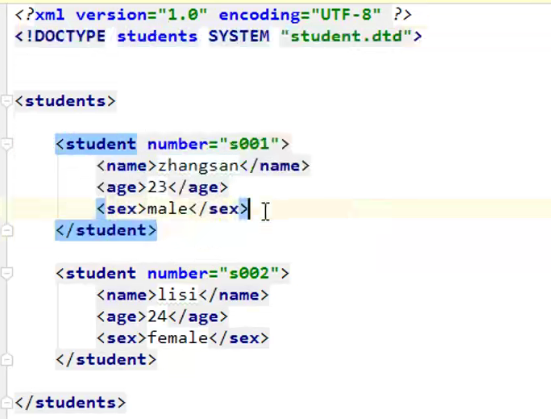 <?xml version="1.0" encoding="UTF-8" ?>
<!DOCTYPE students SYSTEM "student.dtd">
<students>
<student number="s001">
<name>zhangsan</name>
<age>23</age>
<sex>male</sex>
</student>
<student number="s002">
<name>lisi</name>
<age>24</age>
<sex>female</sex>
</student>
</students>